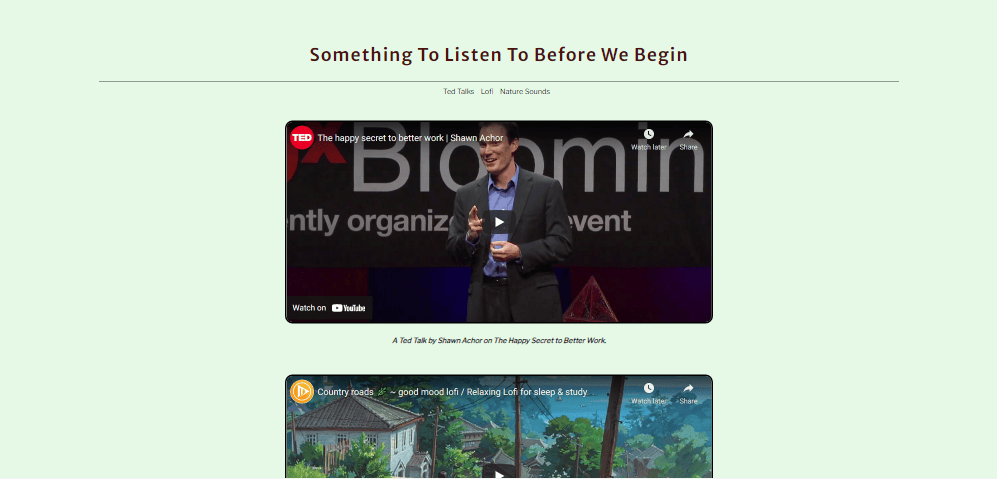 Something To Listen To Before We Begin
Ted Talks Lofi Nature Sounds
TED The happy secret to better work | Shawn Achor
Watch later Share
x Bloomin
ently organiz event
Watch on YouTube
A Ted Talk by Shawn Achor on The Happy Secret to Better Work.
Country roads 🌿 ~ good mood lofi / Relaxing Lofi for sleep & study
Watch later Share